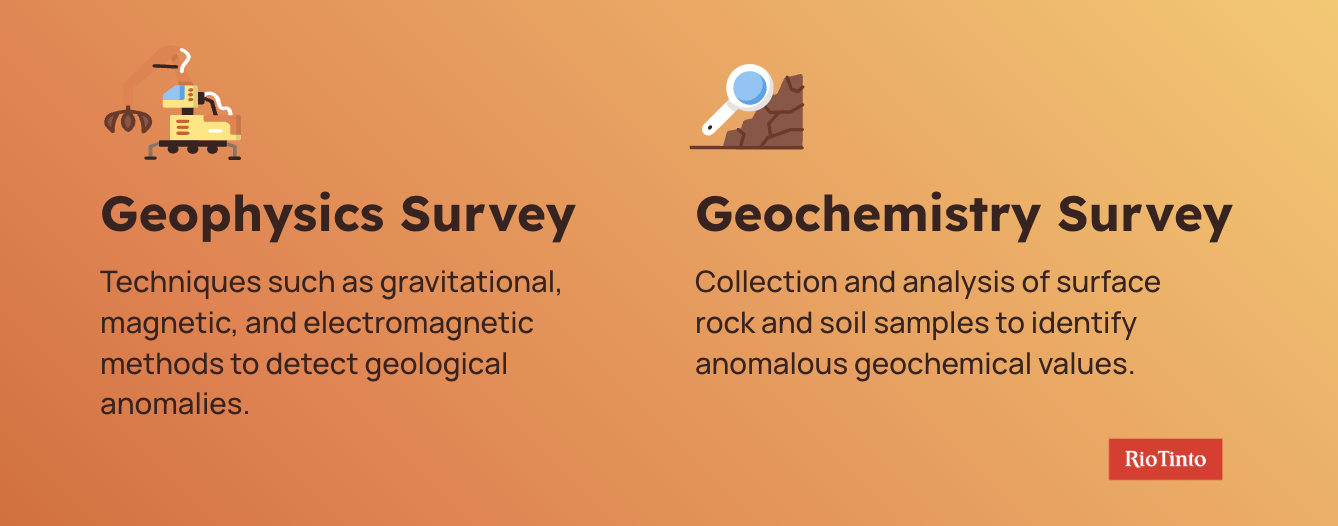 Geophysics Survey
Techniques such as gravitational,
magnetic, and electromagnetic
methods to detect geological
anomalies.
Geochemistry Survey
Collection and analysis of surface
rock and soil samples to identify
anomalous geochemical values.
RioTinto